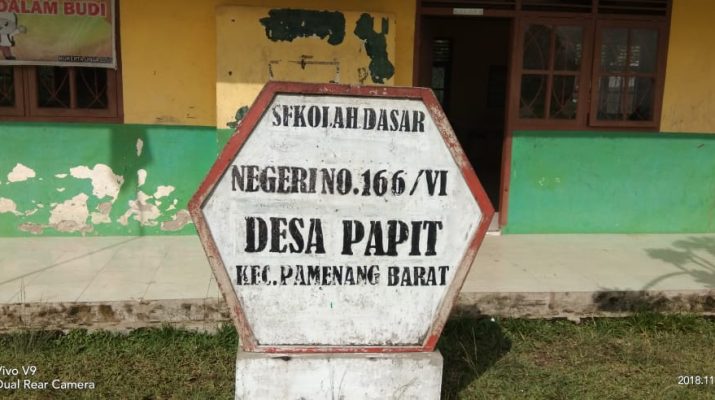 DALAM BUDI
SEKOLAH DASAR
NEGERI NO.166/VI
DESA PAPIT
KEC.PAMENANG BARAT
Vivo V9
Dual Rear Camera
2018.11